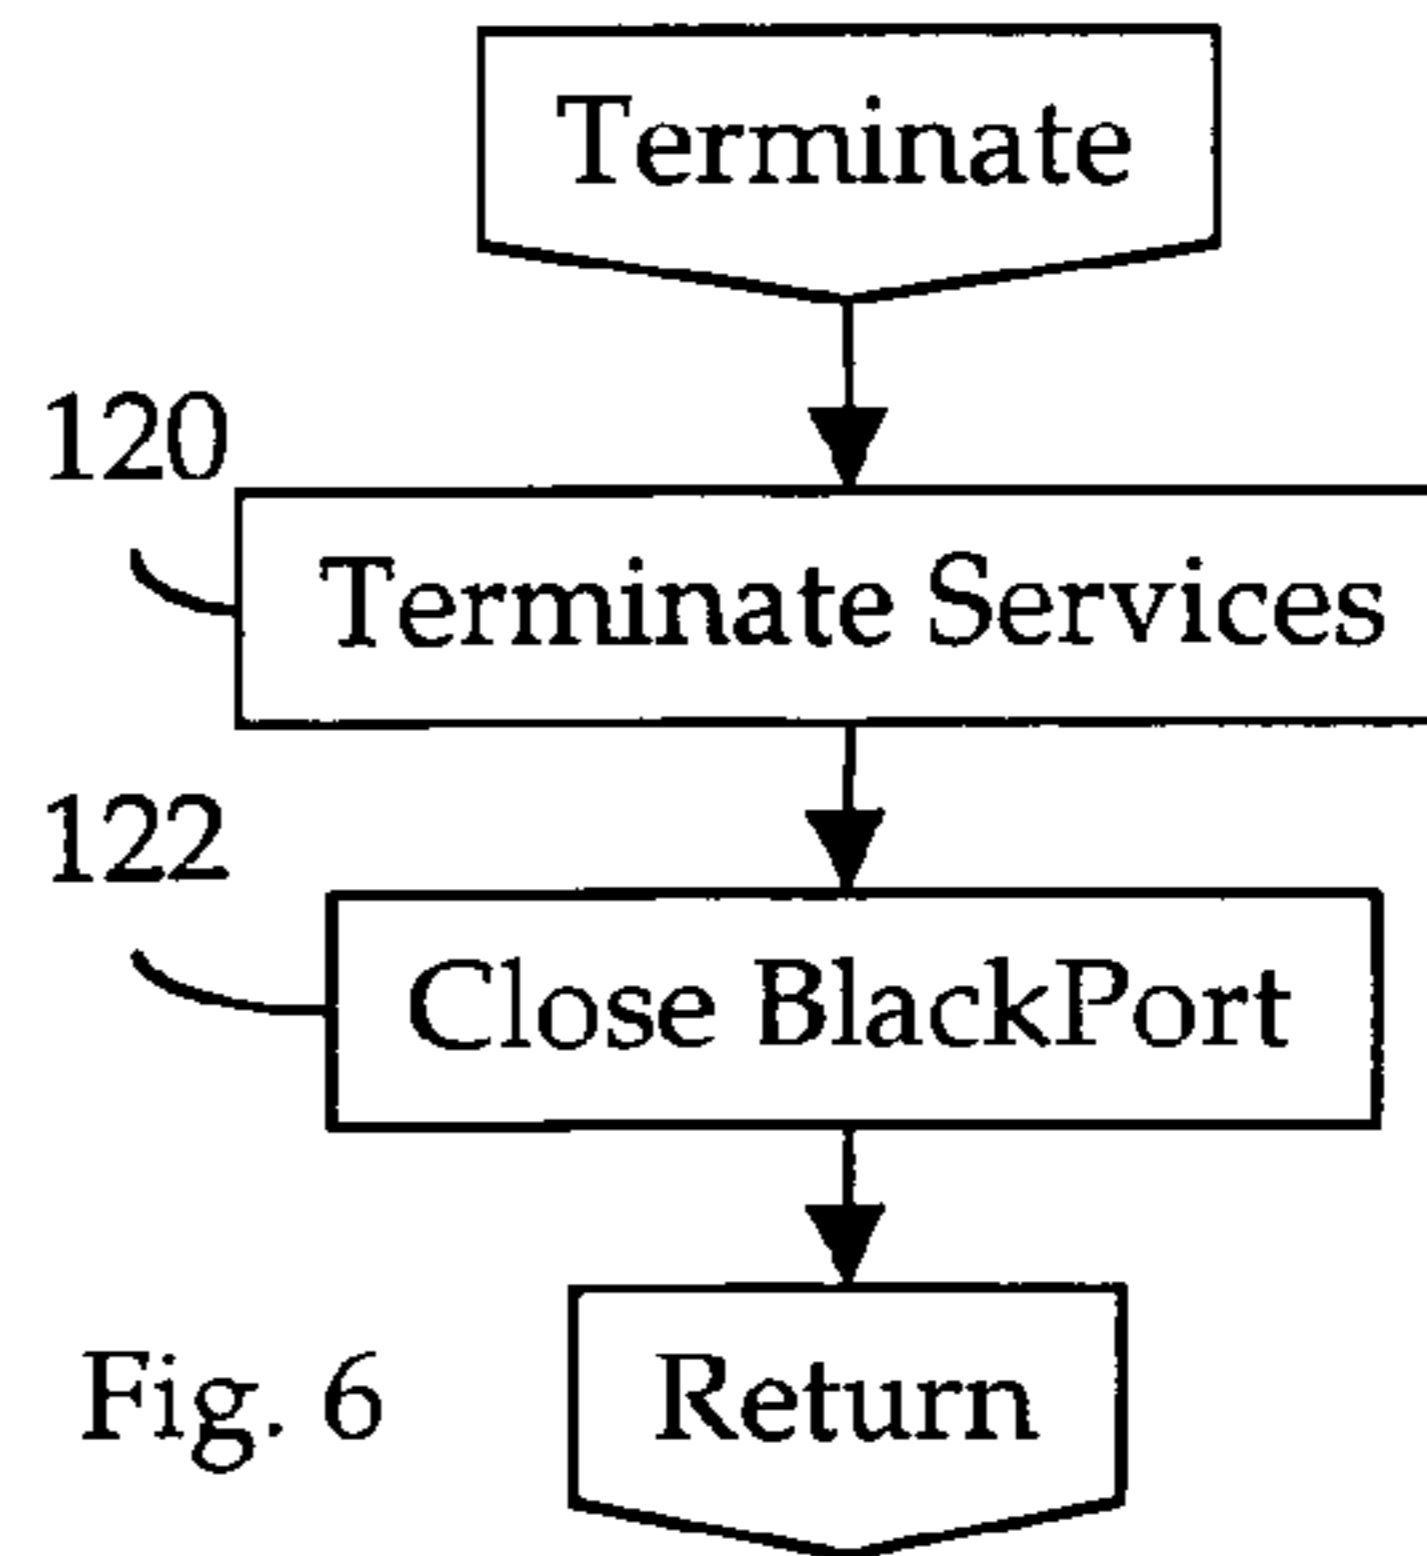 Terminate
120
Terminate Services
122
Close BlackPort
Fig. 6
Return